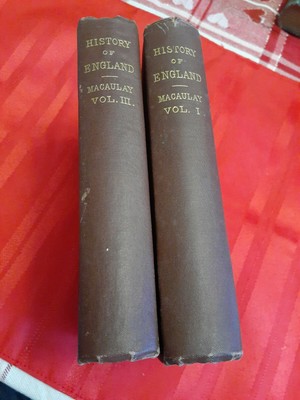 HISTORY
OF
ENGLAND
MACAULAY
VOL. III.
HISTORY
OF
ENGLAND
MACAULAY
VOL. I